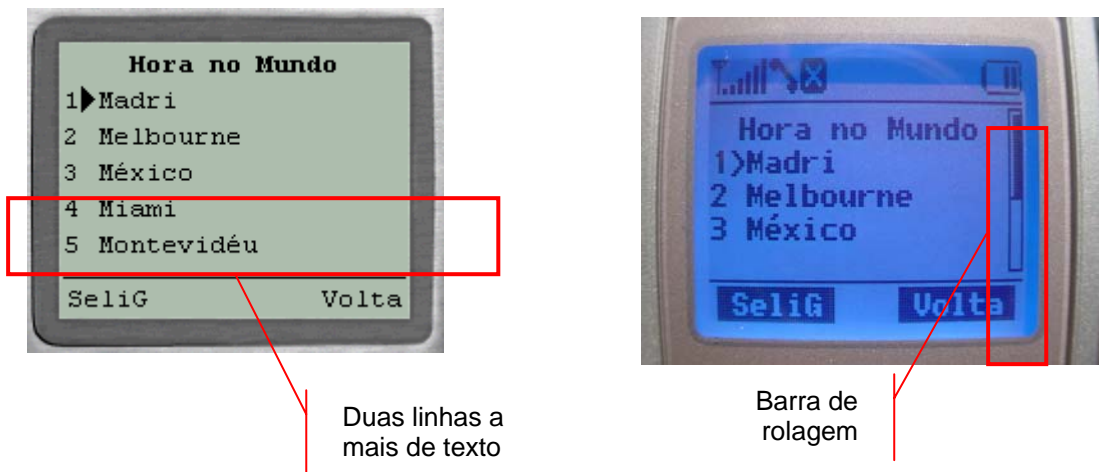 Hora no Mundo
1 Madri
2 Melbourne
3 México
4 Miami
5 Montevidéu
SeliG Volta
Duas linhas a
mais de texto
Hora no Mundo
1)Madri
2 Melbourne
3 México
SeliG Volta
Barra de
rolagem